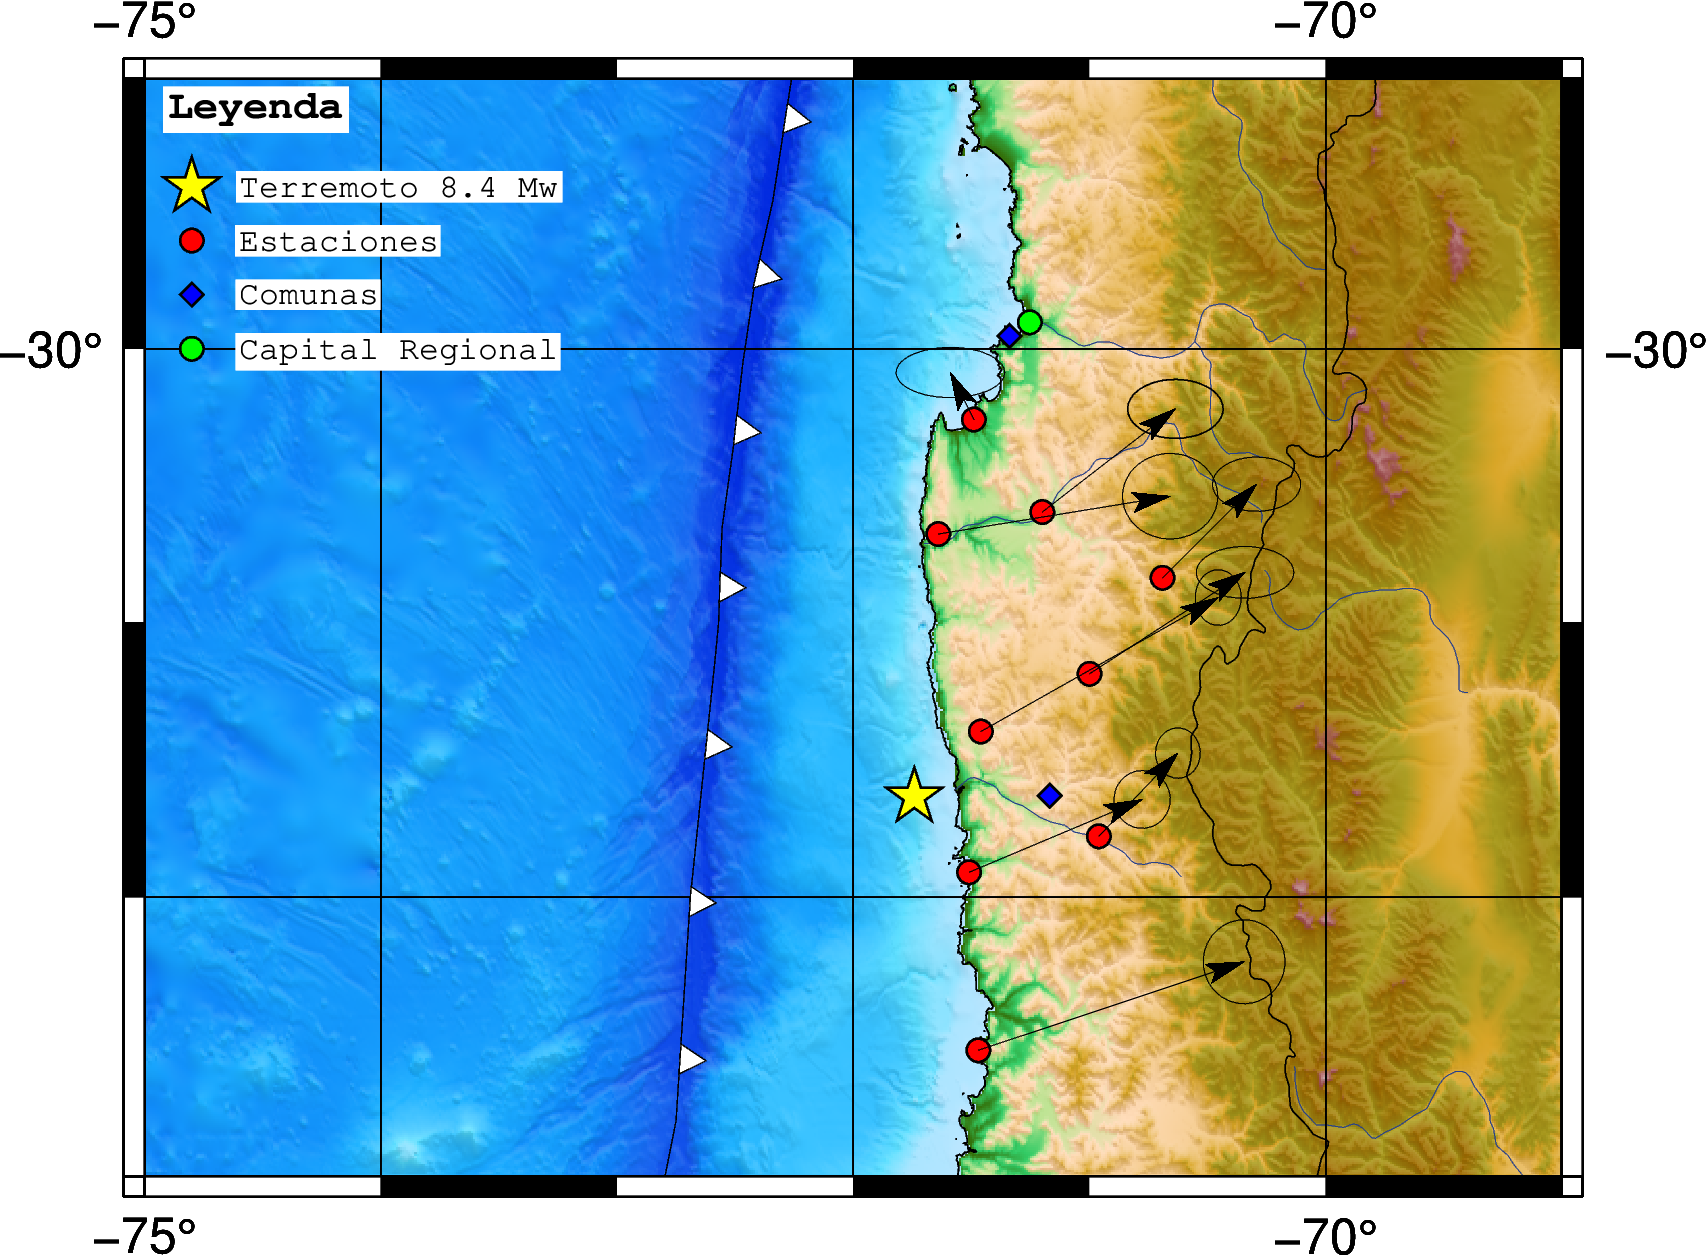 −75° −70°
Leyenda
Terremoto 8.4 Mw
Estaciones
Comunas
Capital Regional
−30° −30°
−75° −70°